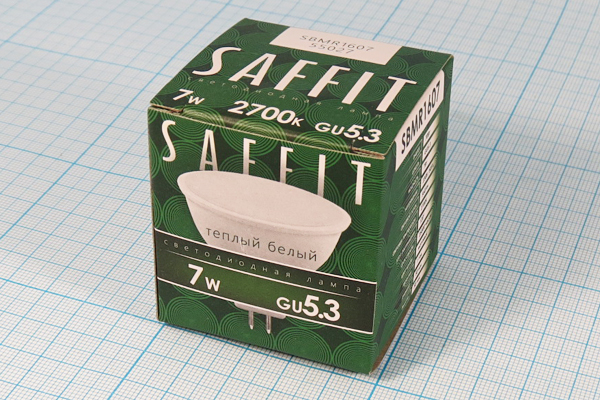 SBMR1607
55027
SAFFIT
светодиодная лампа
7W 2700K GU5.3
SBMR1607
SAFFIT
теплый белый
светодиодная лампа
7W GU5.3